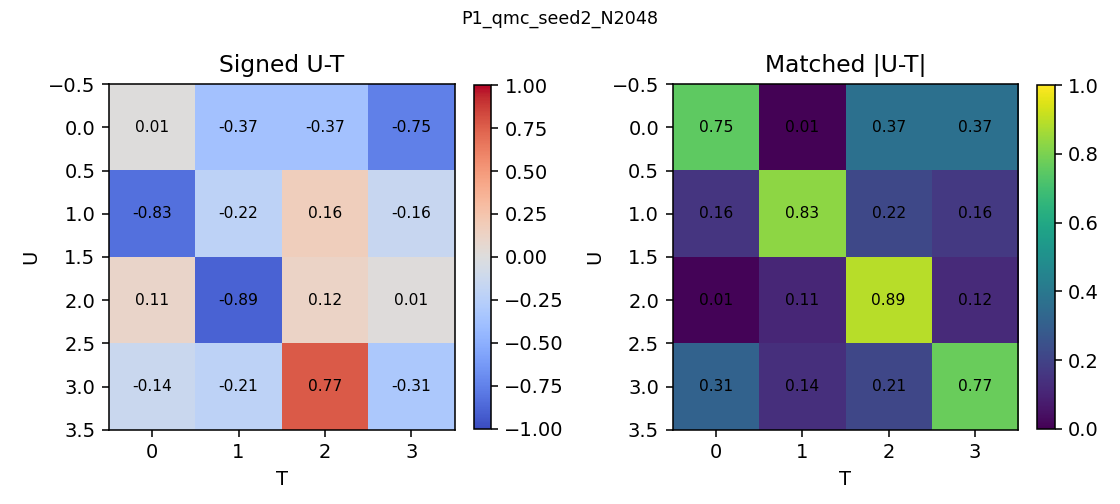 P1_qmc_seed2_N2048
Signed U-T
−0.5
0.0
0.5
1.0
1.5
2.0
2.5
3.0
3.5
U
0.01 -0.37 -0.37 -0.75
-0.83 -0.22 0.16 -0.16
0.11 -0.89 0.12 0.01
-0.14 -0.21 0.77 -0.31
0 1 2 3
T
1.00
0.75
0.50
0.25
0.00
−0.25
−0.50
−0.75
−1.00
Matched |U-T|
−0.5
0.0
0.5
1.0
1.5
2.0
2.5
3.0
3.5
U
0.75 0.01 0.37 0.37
0.16 0.83 0.22 0.16
0.01 0.11 0.89 0.12
0.31 0.14 0.21 0.77
0 1 2 3
T
1.0
0.8
0.6
0.4
0.2
0.0